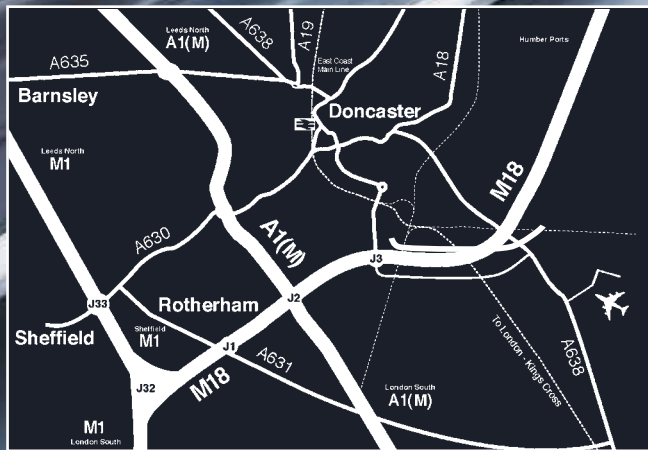 Leeds North
A1(M)
A638
A19
A635
Barnsley
East Coast
Main Line
A18
Humber Ports
Doncaster
Leeds North
M1
M18
A630
A1(M)
J3
J33
Rotherham
J2
Sheffield
Sheffield
M1
J1
A631
M18
To London - Kings Cross
A638
J32
London South
A1(M)
M1
London South